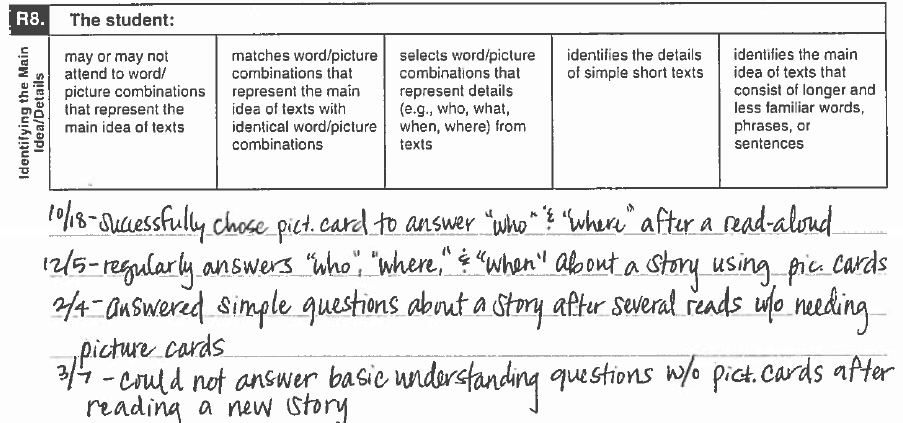 R8. The student:
Identifying the Main Idea/Details
may or may not
attend to word/
picture combinations
that represent the
main idea of texts
matches word/picture
combinations that
represent the main
idea of texts with
identical word/picture
combinations
selects word/picture
combinations that
represent details
(e.g., who, what,
when, where) from
texts
identifies the details
of simple short texts
identifies the main
idea of texts that
consist of longer and
less familiar words,
phrases, or
sentences
10/18-successfully chose pict. card to answer "who" & "where" after a read-aloud
12/5-regularly answers "who", "where," & "when" about a story using pic. cards
2/4-answered simple questions about a story after several reads w/o needing
picture cards
3/7-could not answer basic understanding questions w/o pict. cards after
reading a new story